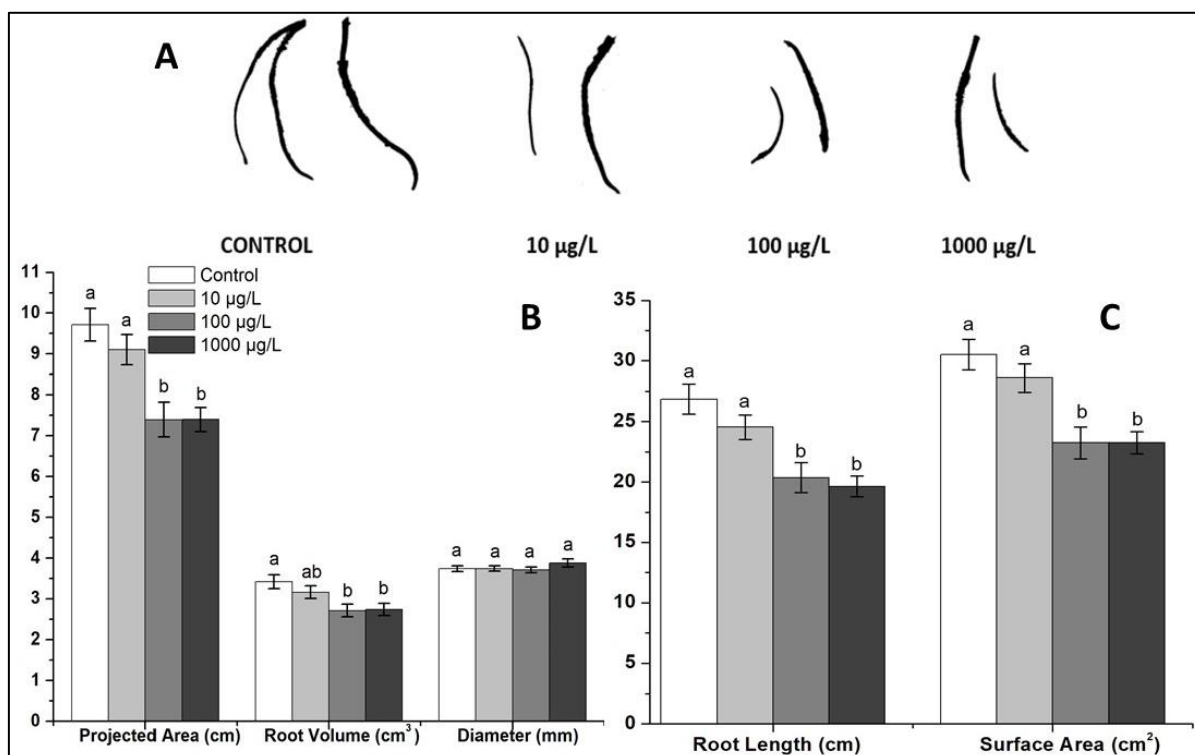 A
CONTROL 10 µg/L 100 µg/L 1000 µg/L
Control
10 µg/L
100 µg/L
1000 µg/L
B
11
10
9
8
7
6
5
4
3
2
1
0
a a b b
a ab b b
a a a a
Projected Area (cm) Root Volume (cm³) Diameter (mm)
C
35
30
25
20
15
10
5
0
a a b b
a a b b
Root Length (cm) Surface Area (cm²)